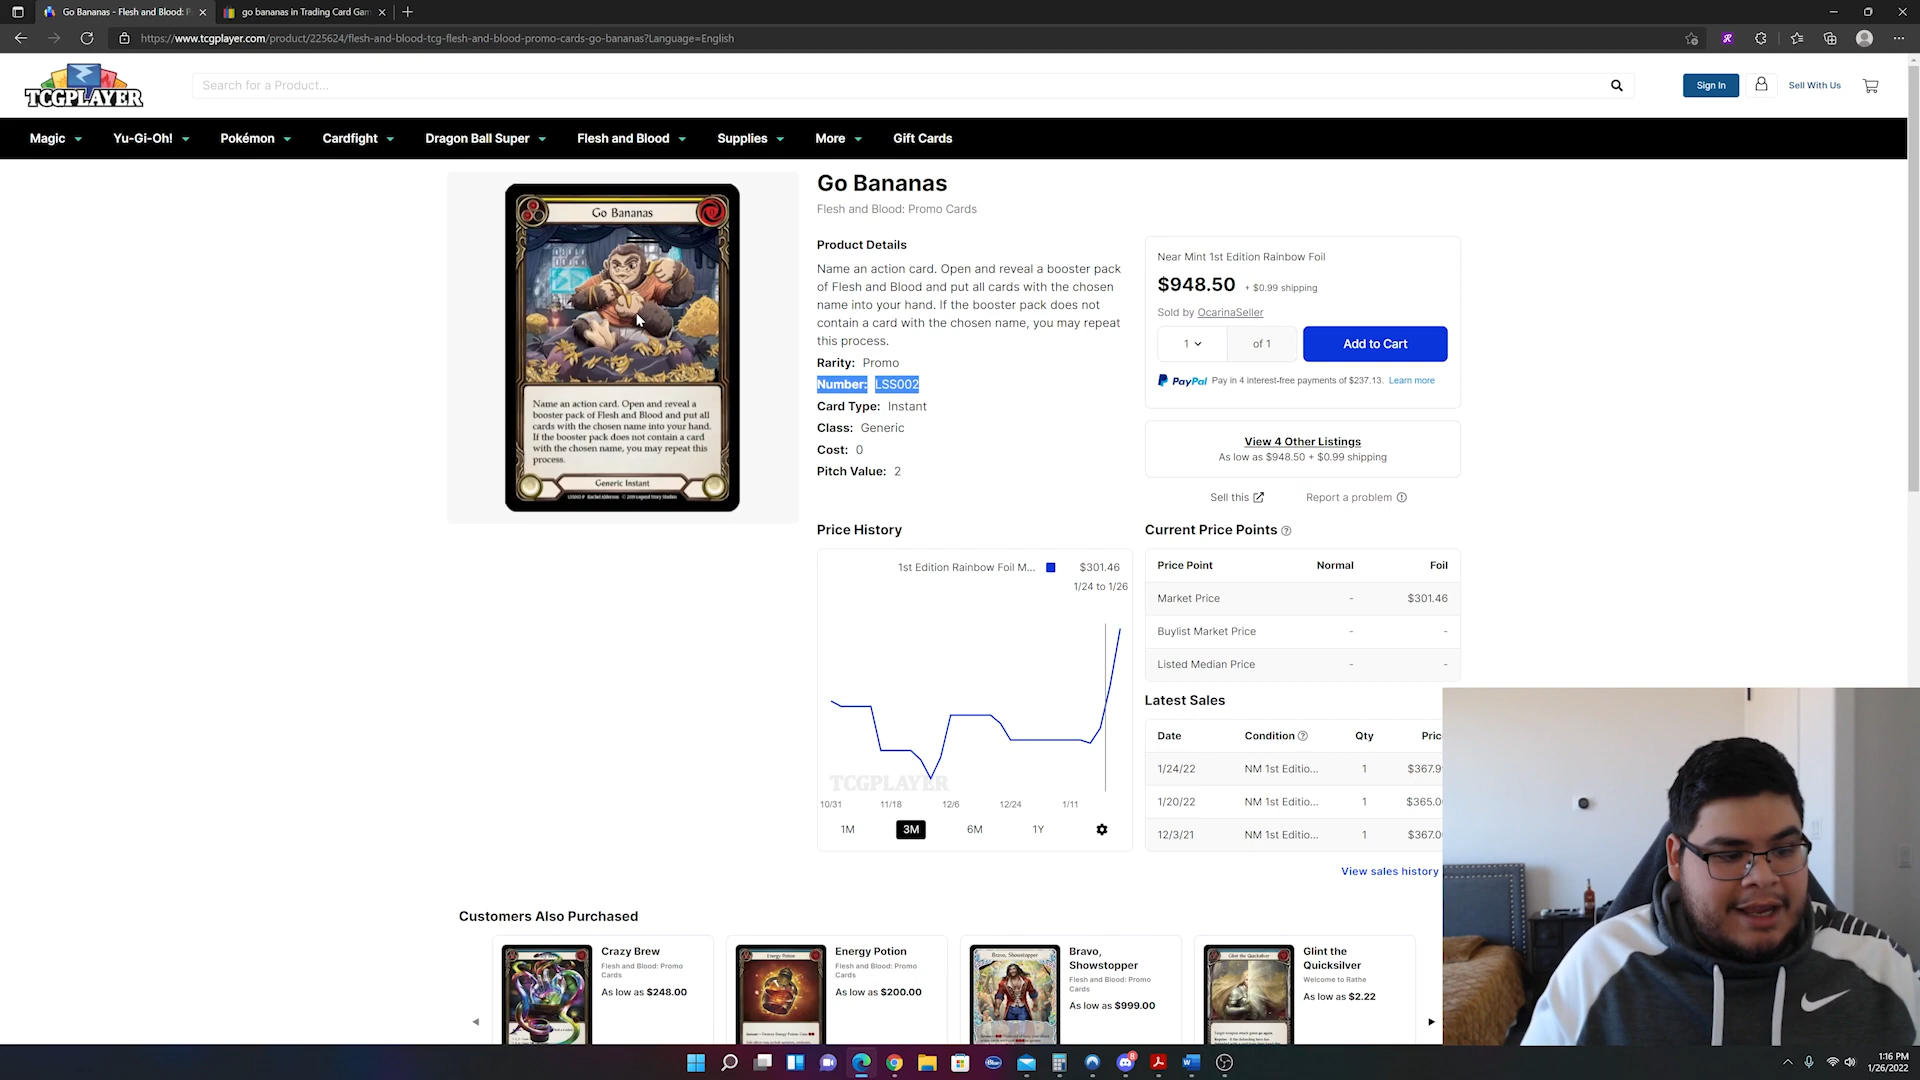 Go Bananas - Flesh and Blood: P
go bananas in Trading Card Gam
https://www.tcgplayer.com/product/225624/flesh-and-blood-tcg-flesh-and-blood-promo-cards-go-bananas?Language=English
TCGPLAYER
Search for a Product...
Sign In
Sell With Us
Magic
Yu-Gi-Oh!
Pokémon
Cardfight
Dragon Ball Super
Flesh and Blood
Supplies
More
Gift Cards
Go Bananas
Name an action card. Open and reveal a
booster pack of Flesh and Blood and put all
cards with the chosen name into your hand.
If the booster pack does not contain a card
with the chosen name, you may repeat this
process.
Generic Instant
Go Bananas
Flesh and Blood: Promo Cards
Product Details
Name an action card. Open and reveal a booster pack
of Flesh and Blood and put all cards with the chosen
name into your hand. If the booster pack does not
contain a card with the chosen name, you may repeat
this process.
Rarity: Promo
Number: LSS002
Card Type: Instant
Class: Generic
Cost: 0
Pitch Value: 2
Near Mint 1st Edition Rainbow Foil
$948.50 + $0.99 shipping
Sold by OcarinaSeller
1 of 1
Add to Cart
PayPal Pay in 4 interest-free payments of $237.13. Learn more
View 4 Other Listings
As low as $948.50 + $0.99 shipping
Sell this
Report a problem
Price History
1st Edition Rainbow Foil M... $301.46
1/24 to 1/26
TCGPLAYER
10/31 11/18 12/6 12/24 1/11
1M 3M 6M 1Y
Current Price Points
Price Point Normal Foil
Market Price - $301.46
Buylist Market Price - -
Listed Median Price - -
Latest Sales
Date Condition Qty Pric
1/24/22 NM 1st Editio... 1 $367.9
1/20/22 NM 1st Editio... 1 $365.0
12/3/21 NM 1st Editio... 1 $367.0
View sales history
Customers Also Purchased
Crazy Brew
Flesh and Blood: Promo
Cards
As low as $248.00
Energy Potion
Energy Potion
Flesh and Blood: Promo
Cards
As low as $200.00
Bravo, Showstopper
Bravo,
Showstopper
Flesh and Blood: Promo
Cards
As low as $999.00
Glint the Quicksilver
Glint the
Quicksilver
Welcome to Rathe
As low as $2.22
1:16 PM
1/26/2022